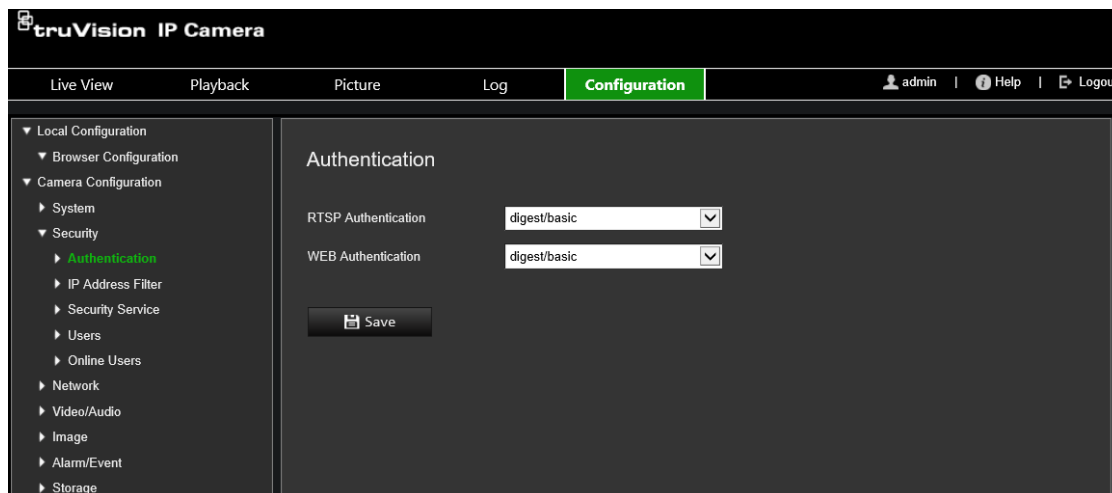 truVision IP Camera
Live View Playback Picture Log Configuration admin | Help |
Local Configuration
Browser Configuration
Camera Configuration
System
Security
Authentication
IP Address Filter
Security Service
Users
Online Users
Network
Video/Audio
Image
Alarm/Event
Storage
Authentication
RTSP Authentication digest/basic
WEB Authentication digest/basic
Save